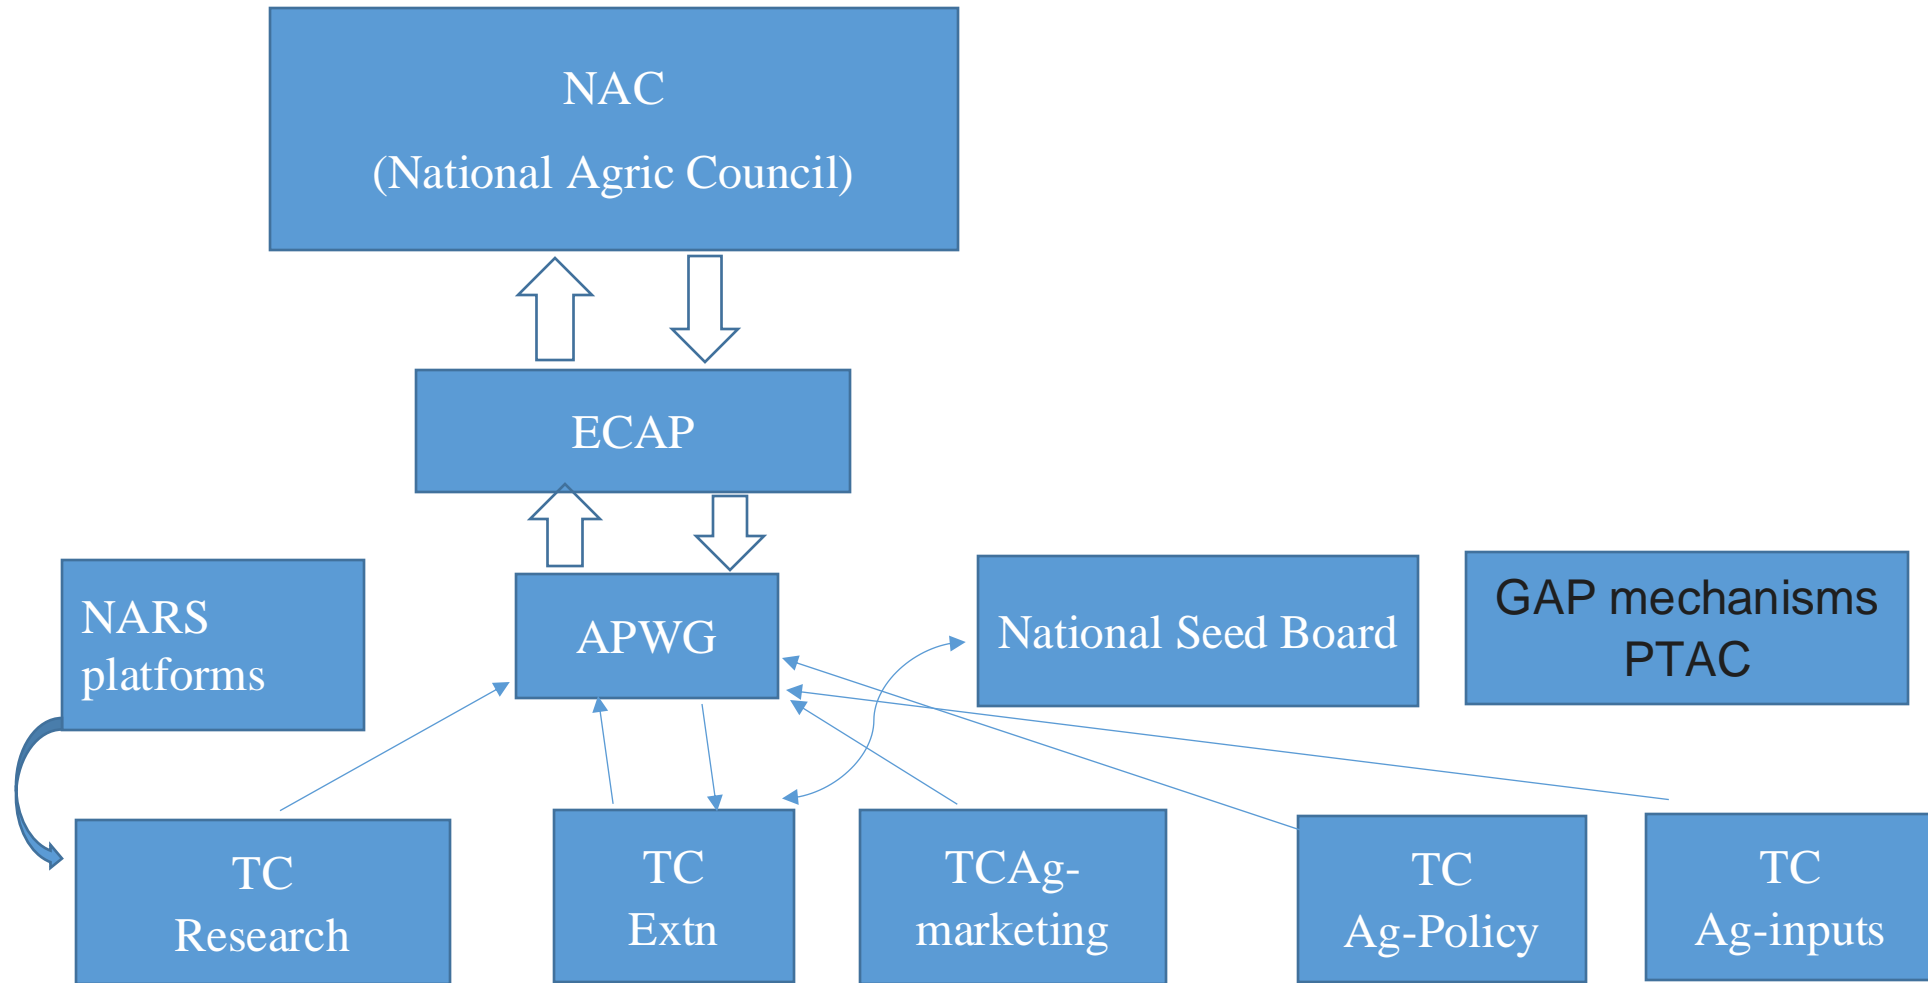 NAC
(National Agric Council)
ECAP
NARS
platforms
APWG
National Seed Board
GAP mechanisms
PTAC
TC
Research
TC
Extn
TCAg-
marketing
TC
Ag-Policy
TC
Ag-inputs